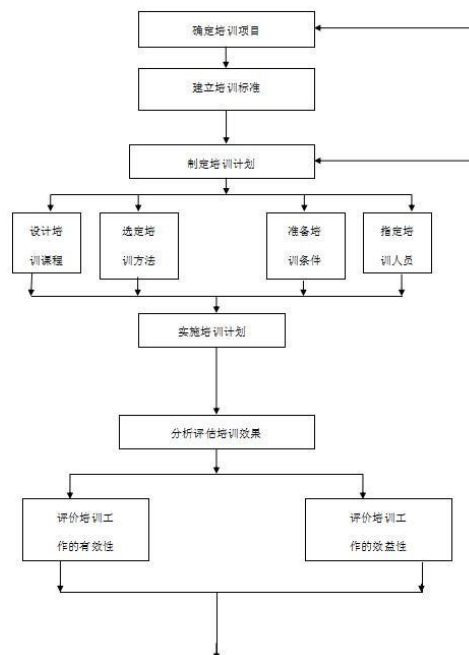 确定培训项目
建立培训标准
制定培训计划
设计培
训课程
选定培
训方法
准备培
训条件
指定培
训人员
实施培训计划
分析评估培训效果
评价培训工
作的有效性
评价培训工
作的效益性